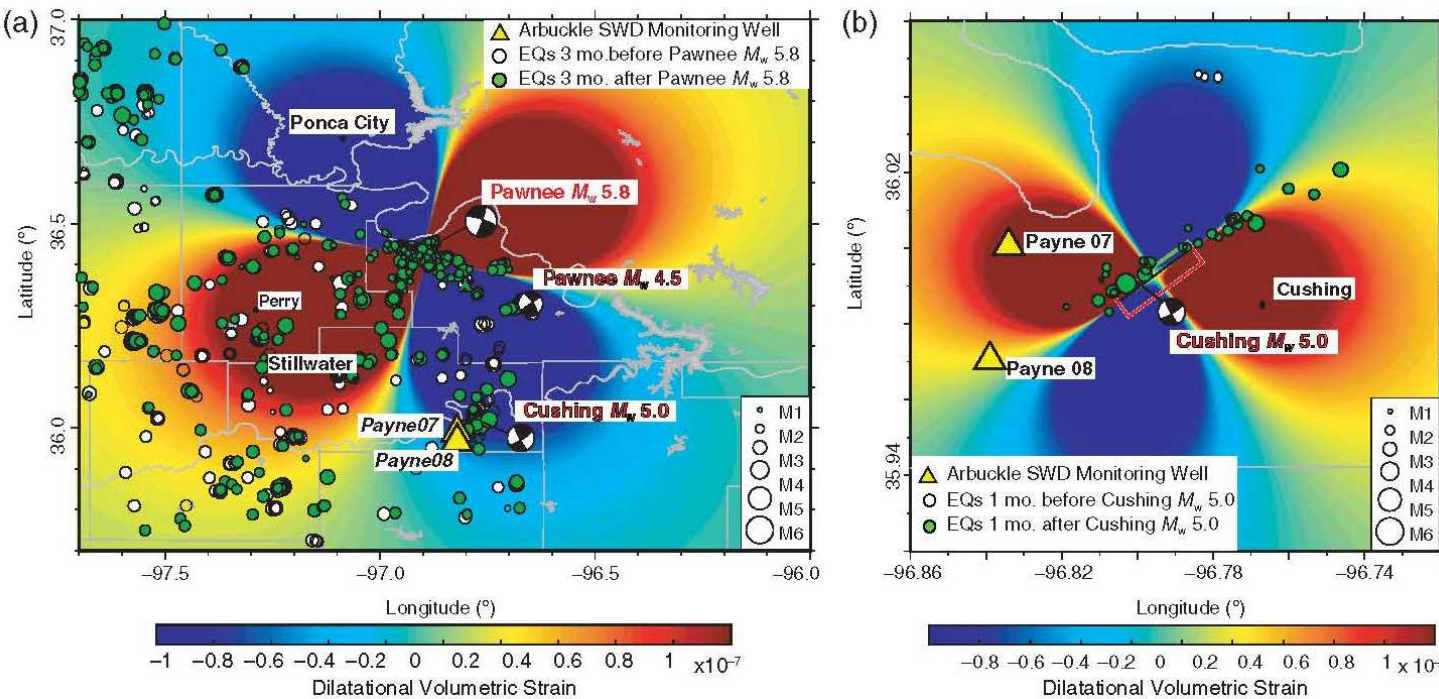 (a)
37.0
36.5
36.0
Latitude (°)
Arbuckle SWD Monitoring Well
EQs 3 mo.before Pawnee Mw 5.8
EQs 3 mo. after Pawnee Mw 5.8
Ponca City
Pawnee Mw 5.8
Pawnee Mw 4.5
Perry
Stillwater
Cushing Mw 5.0
Payne07
Payne08
M1
M2
M3
M4
M5
M6
−97.5
−97.0
−96.5
−96.0
Longitude (°)
−1
−0.8
−0.6
−0.4
−0.2
0
0.2
0.4
0.6
0.8
1
x10⁻⁷
Dilatational Volumetric Strain
(b)
36.02
35.94
Latitude (°)
Payne 07
Payne 08
Cushing
Cushing Mw 5.0
Arbuckle SWD Monitoring Well
EQs 1 mo. before Cushing Mw 5.0
EQs 1 mo. after Cushing Mw 5.0
M1
M2
M3
M4
M5
M6
−96.86
−96.82
−96.78
−96.74
Longitude (°)
−0.8
−0.6
−0.4
−0.2
0
0.2
0.4
0.6
0.8
1
x10⁻
Dilatational Volumetric Strain